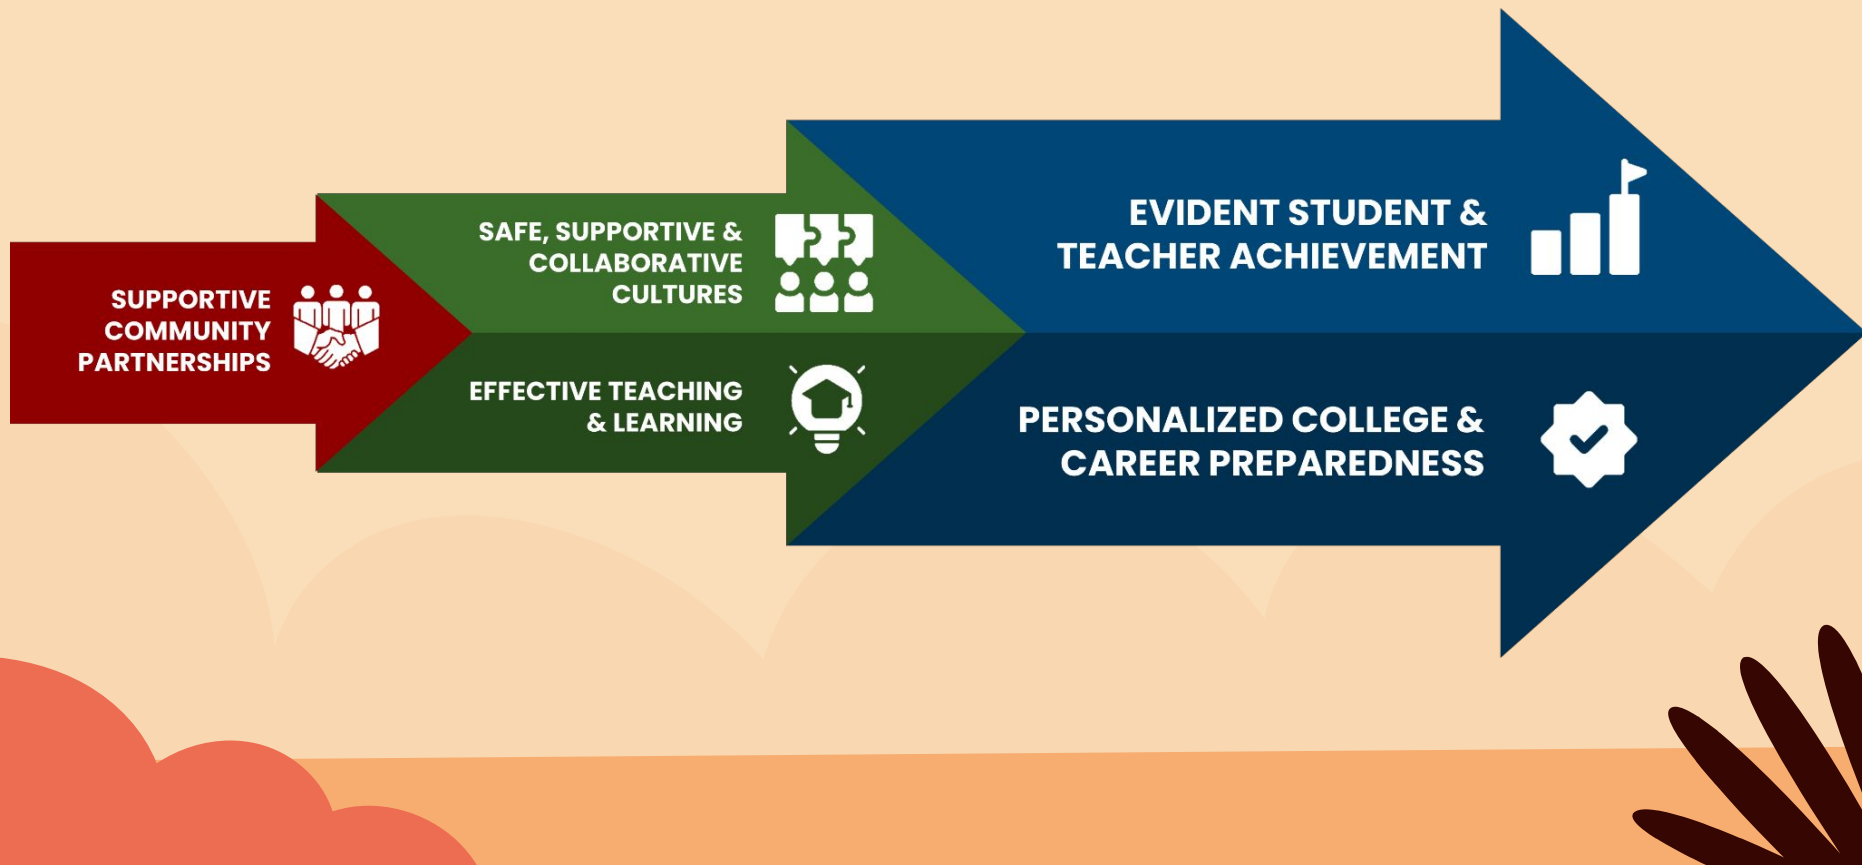 SUPPORTIVE
COMMUNITY
PARTNERSHIPS
SAFE, SUPPORTIVE &
COLLABORATIVE
CULTURES
EFFECTIVE TEACHING
& LEARNING
EVIDENT STUDENT &
TEACHER ACHIEVEMENT
PERSONALIZED COLLEGE &
CAREER PREPAREDNESS